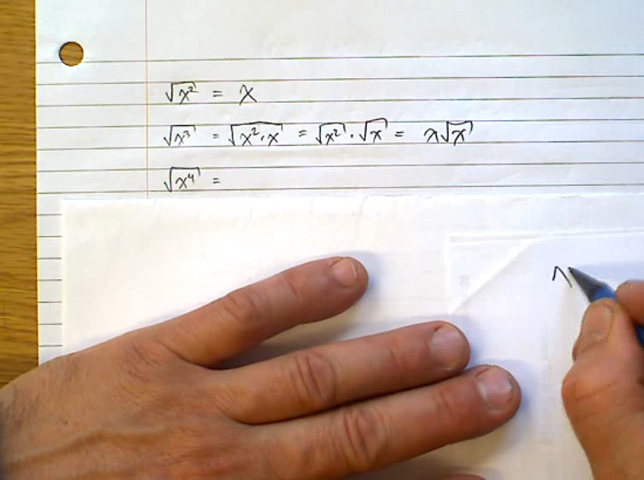 √x² = x
√x³ = √x²·x = √x² · √x = x√x
√x⁴ =